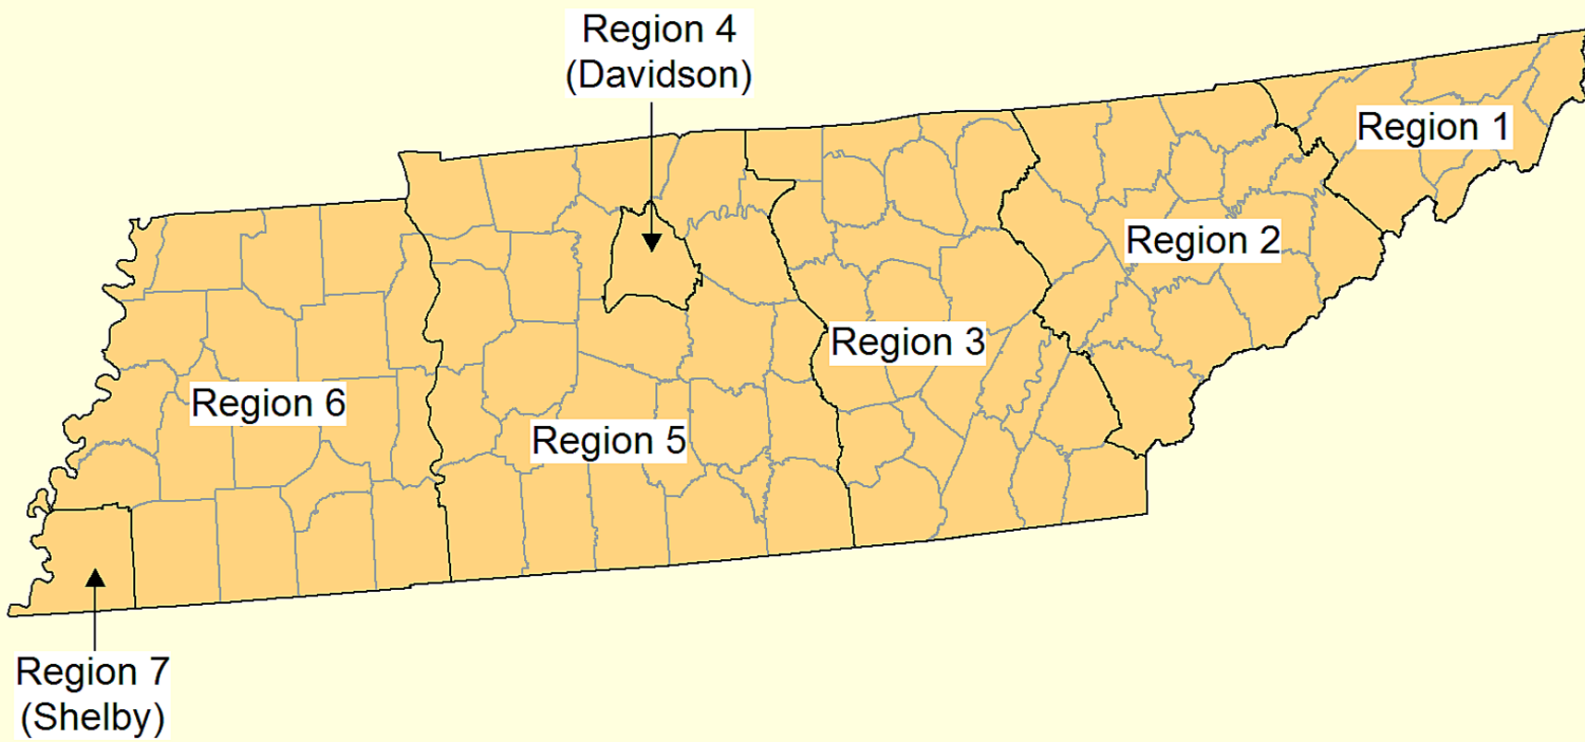 Region 4
(Davidson)
Region 1
Region 2
Region 3
Region 6
Region 5
Region 7
(Shelby)